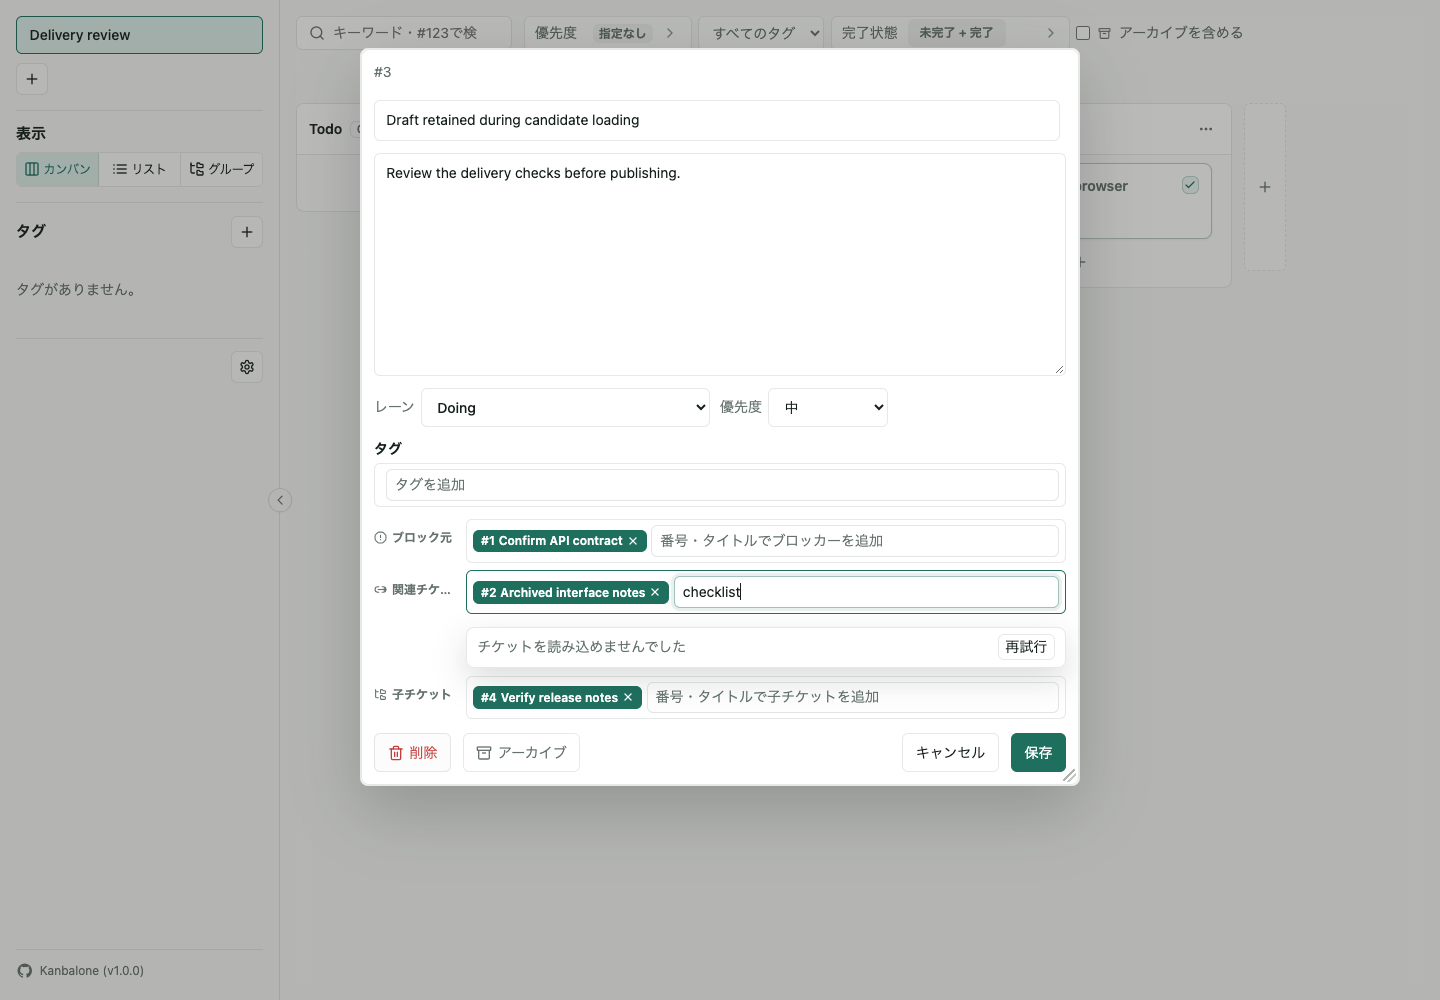 Delivery review
表示
カンバン
リスト
グループ
タグ
タグがありません。
Kanbalone (v1.0.0)
キーワード・#123で検
優先度 指定なし
すべてのタグ
完了状態 未完了 + 完了
アーカイブを含める
Todo
rowser
#3
Draft retained during candidate loading
Review the delivery checks before publishing.
レーン Doing 優先度 中
タグ
タグを追加
ブロック元 #1 Confirm API contract × 番号・タイトルでブロッカーを追加
関連チケ... #2 Archived interface notes × checklist
チケットを読み込めませんでした 再試行
子チケット #4 Verify release notes × 番号・タイトルで子チケットを追加
削除 アーカイブ キャンセル 保存